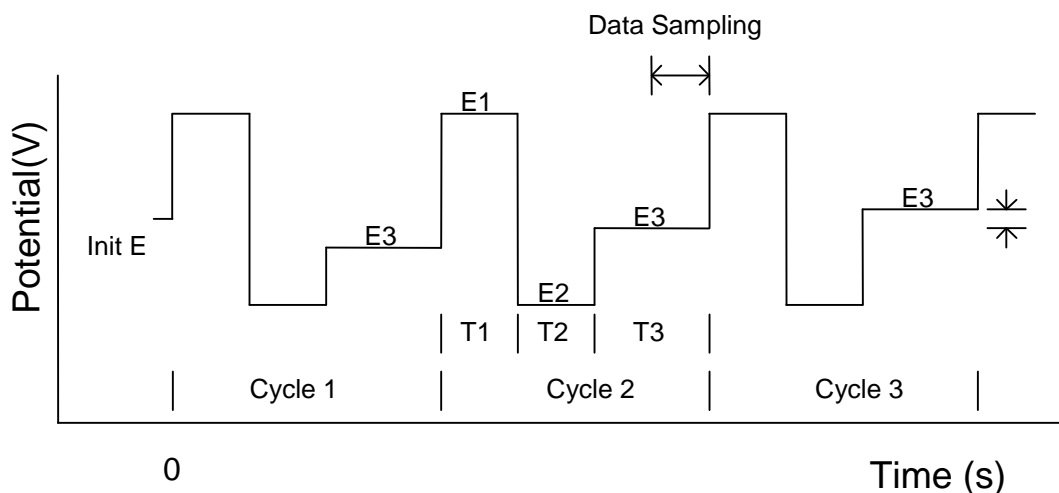 Data Sampling
Potential(V)
E1
E3
E3
E3
Init E
E2
T1 T2 T3
Cycle 1 Cycle 2 Cycle 3
0
Time (s)